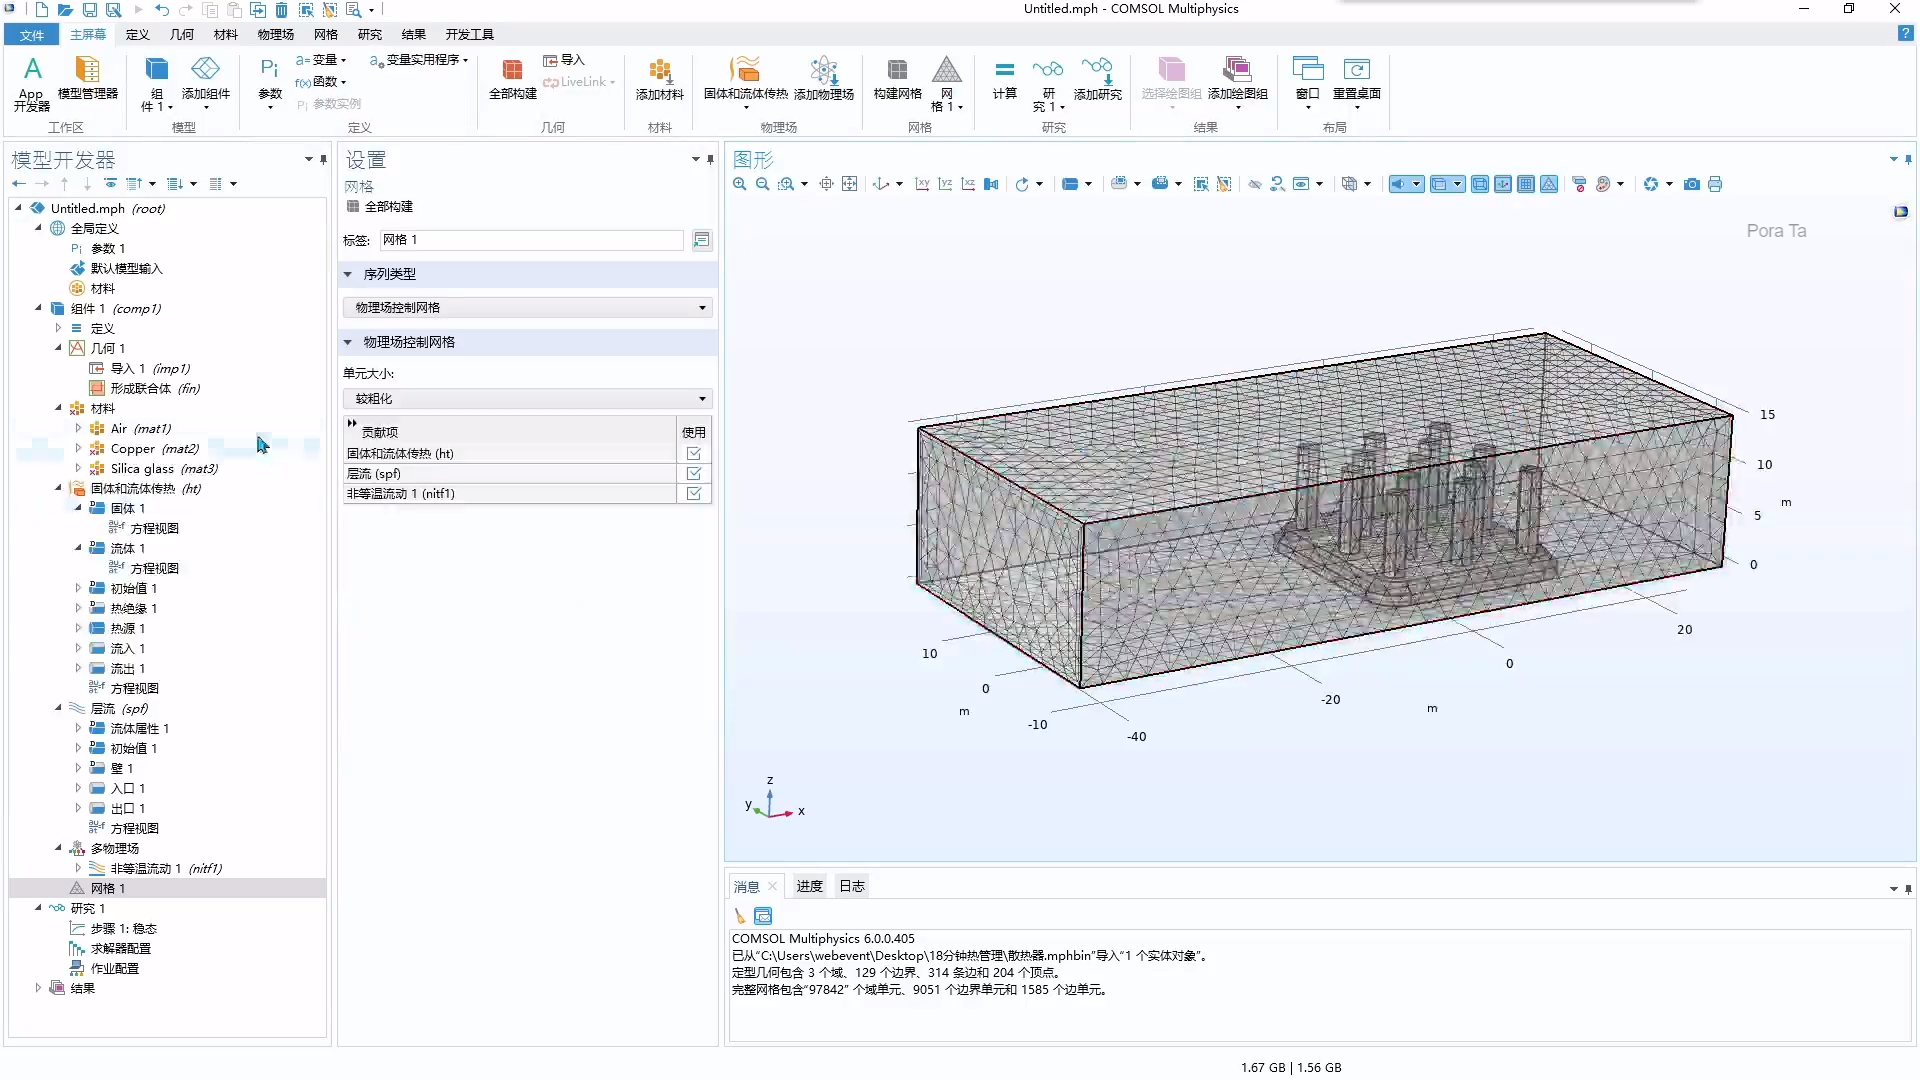 Untitled.mph - COMSOL Multiphysics
文件 主屏幕 定义 几何 材料 物理场 网格 研究 结果 开发工具
App 开发器
模型管理器
工作区
组件 1
添加组件
模型
Pi 参数
a= 变量
f(x) 函数
Pi 参数实例
a 变量实用程序
定义
全部构建
导入
LiveLink
几何
添加材料
材料
固体和流体传热
添加物理场
物理场
构建网格
网格 1
网格
计算
研究 1
添加研究
研究
选择绘图组
添加绘图组
结果
窗口
重置桌面
布局
模型开发器
Untitled.mph (root)
全局定义
Pi 参数 1
默认模型输入
材料
组件 1 (comp1)
定义
几何 1
导入 1 (imp1)
形成联合体 (fin)
材料
Air (mat1)
Copper (mat2)
Silica glass (mat3)
固体和流体传热 (ht)
固体 1
方程视图
流体 1
方程视图
初始值 1
热绝缘 1
热源 1
流入 1
流出 1
方程视图
层流 (spf)
流体属性 1
初始值 1
壁 1
入口 1
出口 1
方程视图
多物理场
非等温流动 1 (nitf1)
网格 1
研究 1
步骤 1: 稳态
求解器配置
作业配置
结果
设置
网格
全部构建
标签: 网格 1
序列类型
物理场控制网格
物理场控制网格
单元大小:
较粗化
贡献项 使用
固体和流体传热 (ht)
层流 (spf)
非等温流动 1 (nitf1)
图形
xy yz xz
Pora Ta
15
10
5
0
m
20
0
-20
-40
m
10
0
-10
m
z
y
x
消息 进度 日志
COMSOL Multiphysics 6.0.0.405
已从“C:\Users\webevent\Desktop\18分钟热管理\散热器.mphbin”导入“1 个实体对象”。
定型几何包含 3 个域、129 个边界、314 条边和 204 个顶点。
完整网格包含“97842” 个域单元、9051 个边界单元和 1585 个边单元。
1.67 GB | 1.56 GB